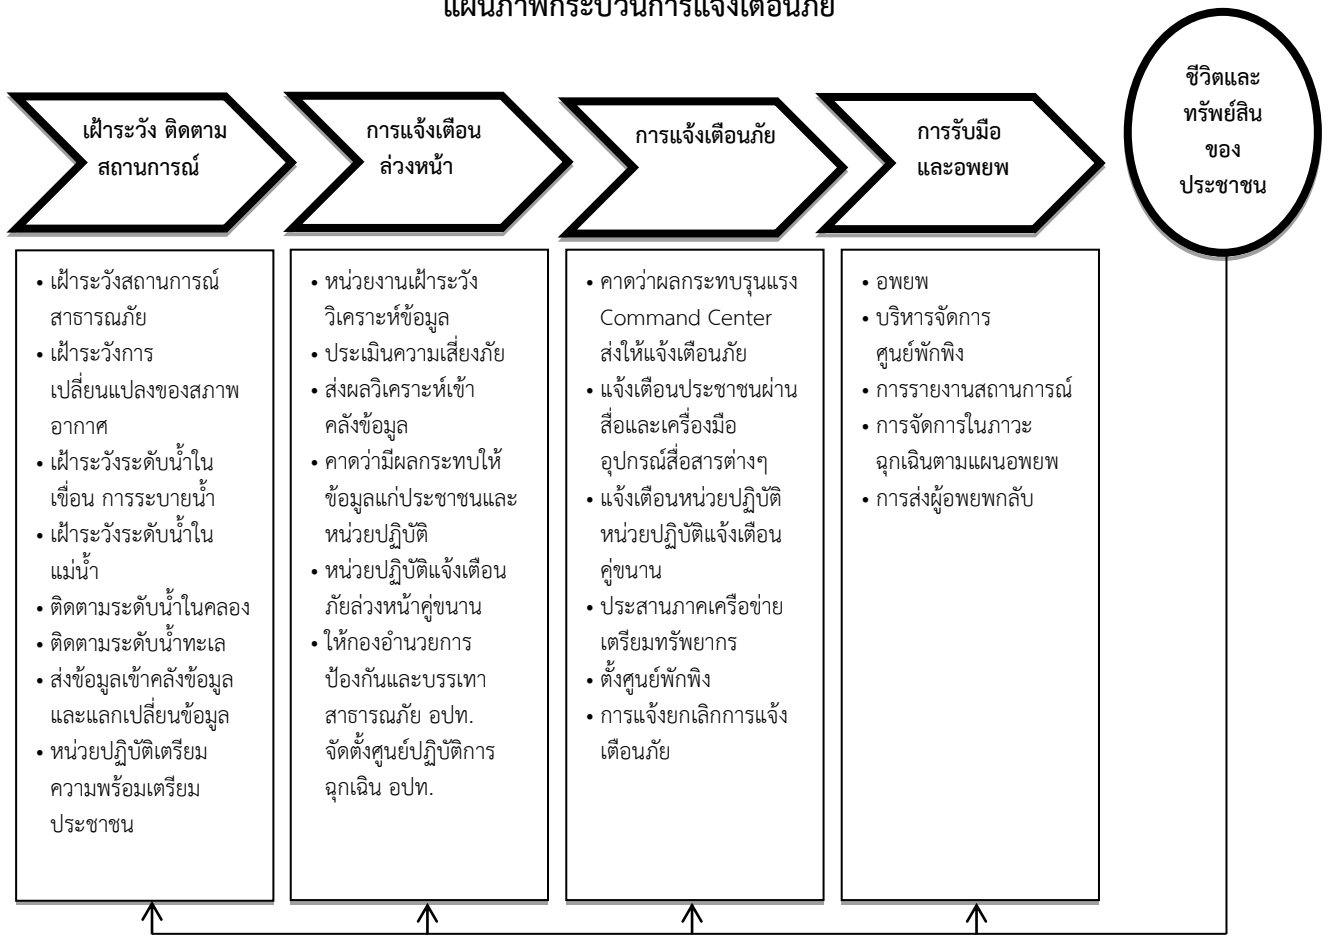 แผนภาพกระบวนการแจ้งเตือนภัย
เฝ้าระวัง ติดตาม
สถานการณ์
การแจ้งเตือน
ล่วงหน้า
การแจ้งเตือนภัย
การรับมือ
และอพยพ
ชีวิตและ
ทรัพย์สิน
ของ
ประชาชน
• เฝ้าระวังสถานการณ์
สาธารณภัย
• เฝ้าระวังการ
เปลี่ยนแปลงของสภาพ
อากาศ
• เฝ้าระวังระดับน้ำใน
เขื่อน การระบายน้ำ
• เฝ้าระวังระดับน้ำใน
แม่น้ำ
• ติดตามระดับน้ำในคลอง
• ติดตามระดับน้ำทะเล
• ส่งข้อมูลเข้าคลังข้อมูล
และแลกเปลี่ยนข้อมูล
• หน่วยปฏิบัติเตรียม
ความพร้อมเตรียม
ประชาชน
• หน่วยงานเฝ้าระวัง
วิเคราะห์ข้อมูล
• ประเมินความเสี่ยงภัย
• ส่งผลวิเคราะห์เข้า
คลังข้อมูล
• คาดว่ามีผลกระทบให้
ข้อมูลแก่ประชาชนและ
หน่วยปฏิบัติ
• หน่วยปฏิบัติแจ้งเตือน
ภัยล่วงหน้าคู่ขนาน
• ให้กองอำนวยการ
ป้องกันและบรรเทา
สาธารณภัย อปท.
จัดตั้งศูนย์ปฏิบัติการ
ฉุกเฉิน อปท.
• คาดว่าผลกระทบรุนแรง
Command Center
ส่งให้แจ้งเตือนภัย
• แจ้งเตือนประชาชนผ่าน
สื่อและเครื่องมือ
อุปกรณ์สื่อสารต่างๆ
• แจ้งเตือนหน่วยปฏิบัติ
หน่วยปฏิบัติแจ้งเตือน
คู่ขนาน
• ประสานภาคเครือข่าย
เตรียมทรัพยากร
• ตั้งศูนย์พักพิง
• การแจ้งยกเลิกการแจ้ง
เตือนภัย
• อพยพ
• บริหารจัดการ
ศูนย์พักพิง
• การรายงานสถานการณ์
• การจัดการในภาวะ
ฉุกเฉินตามแผนอพยพ
• การส่งผู้อพยพกลับ